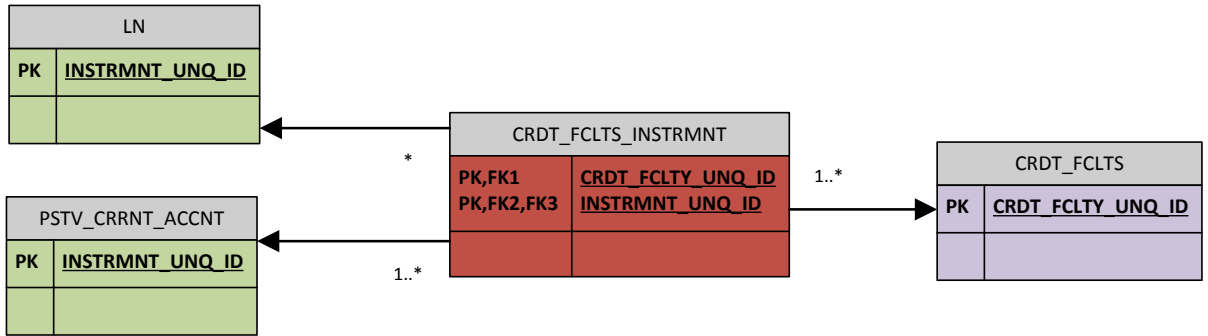 LN
PK INSTRMNT_UNQ_ID
CRDT_FCLTS_INSTRMNT
PK,FK1 CRDT_FCLTY_UNQ_ID
PK,FK2,FK3 INSTRMNT_UNQ_ID
*
1..*
1..*
CRDT_FCLTS
PK CRDT_FCLTY_UNQ_ID
PSTV_CRRNT_ACCNT
PK INSTRMNT_UNQ_ID